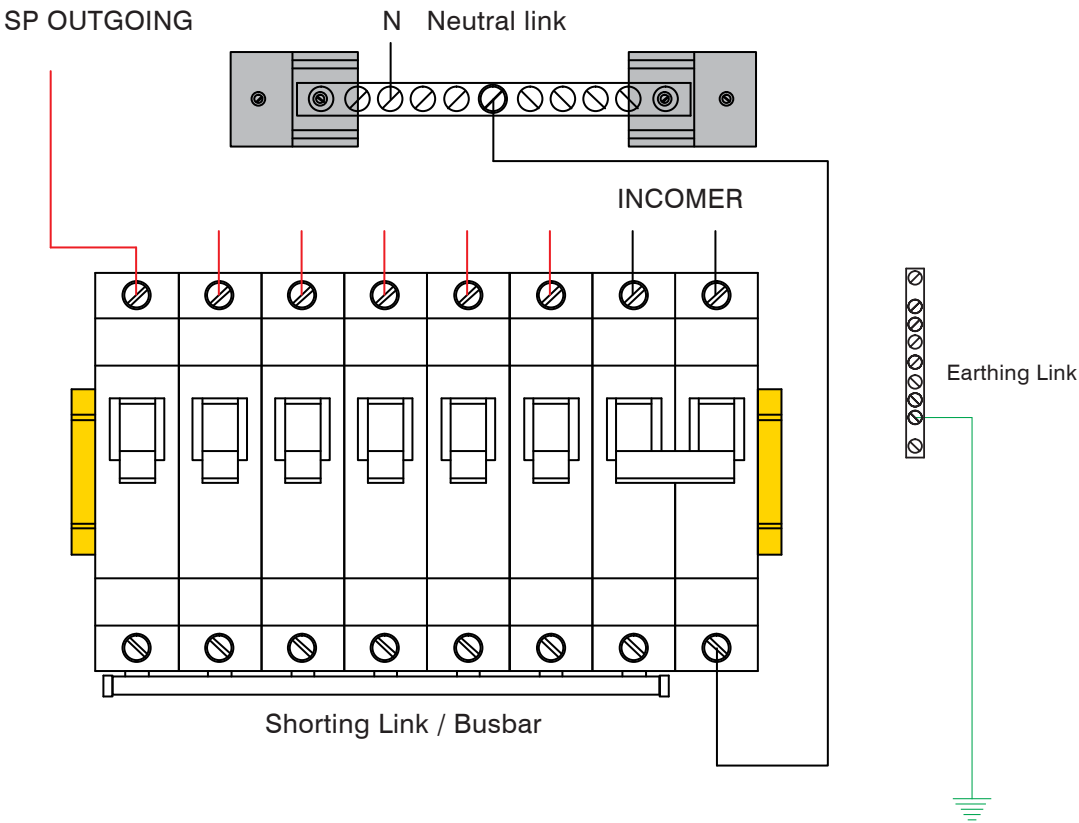 SP OUTGOING
N Neutral link
INCOMER
Earthing Link
Shorting Link / Busbar